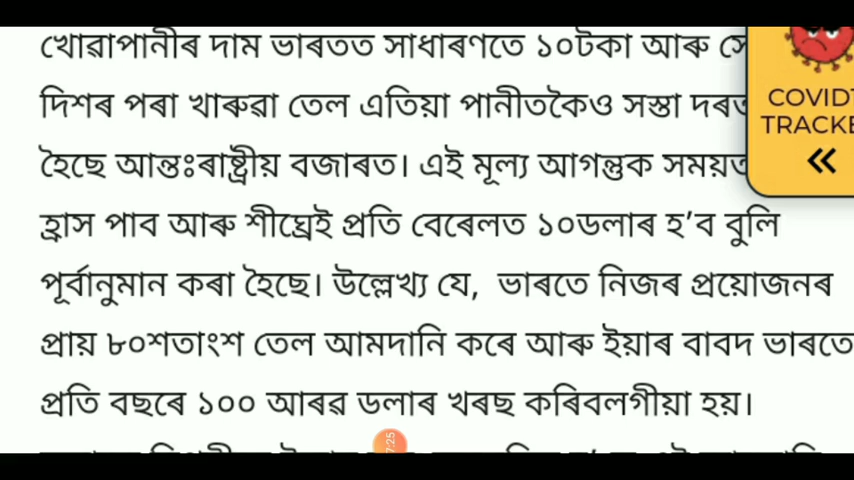 খোৱাপানীৰ দাম ভাৰতত সাধাৰণতে ১০টকা আৰু
দিশৰ পৰা খাৰুৱা তেল এতিয়া পানীতকৈও সস্তা
হৈছে আন্তঃৰাষ্ট্ৰীয় বজাৰত। এই মূল্য আগন্তুক
হ্ৰাস পাব আৰু শীঘ্ৰেই প্ৰতি বেৰেলত ১০ডলাৰ হ'ব বুলি
পূৰ্বানুমান কৰা হৈছে। উল্লেখ্য যে, ভাৰতে নিজৰ প্ৰয়োজনৰ
প্ৰায় ৮০শতাংশ তেল আমদানি কৰে আৰু ইয়াৰ বাবদ ভাৰতে
প্ৰতি বছৰে ১০০ আৰৱ ডলাৰ খৰছ কৰিবলগীয়া হয়।
COVID
TRACKE
7:25